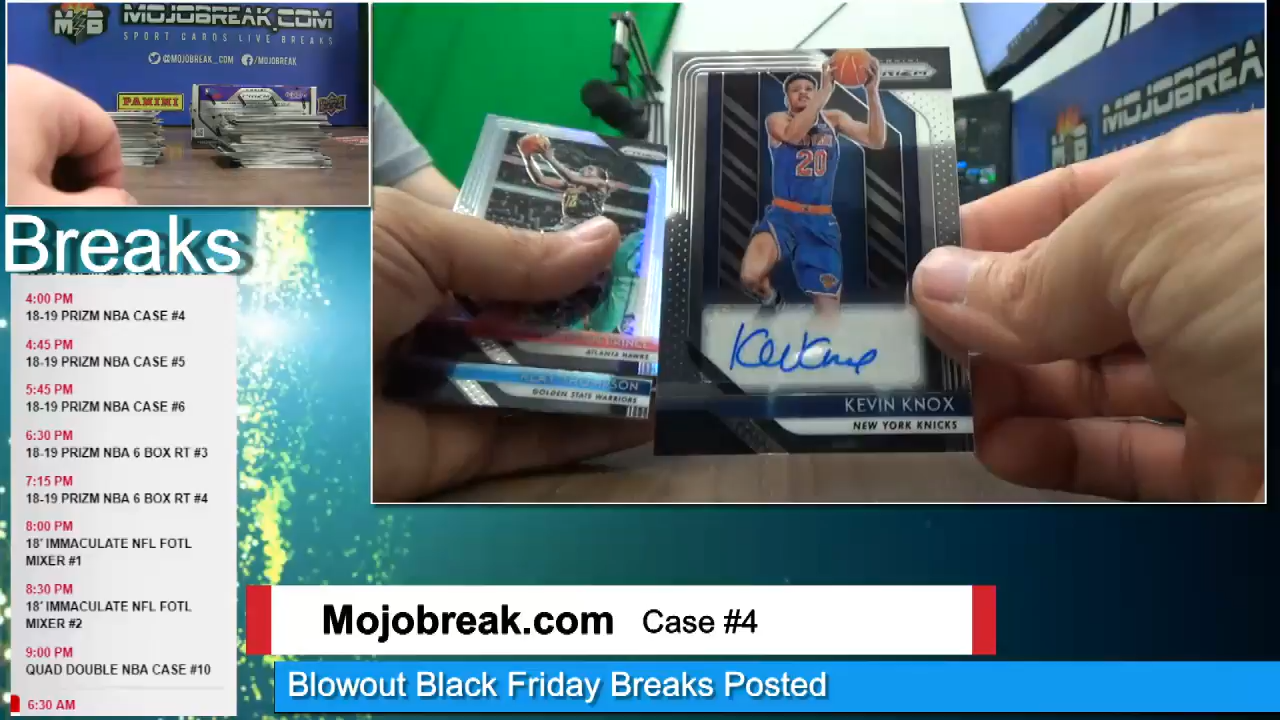 MOJOBREAK.COM
SPORT CARDS LIVE BREAKS
@MOJOBREAK_COM /MOJOBREAK
PANINI
Breaks
4:00 PM
18-19 PRIZM NBA CASE #4
4:45 PM
18-19 PRIZM NBA CASE #5
5:45 PM
18-19 PRIZM NBA CASE #6
6:30 PM
18-19 PRIZM NBA 6 BOX RT #3
7:15 PM
18-19 PRIZM NBA 6 BOX RT #4
8:00 PM
18' IMMACULATE NFL FOTL
MIXER #1
8:30 PM
18' IMMACULATE NFL FOTL
MIXER #2
9:00 PM
QUAD DOUBLE NBA CASE #10
6:30 AM
MOJOBREA
20
KEVIN KNOX
NEW YORK KNICKS
ATLANTA HAWKS
KLAY THOMPSON
GOLDEN STATE WARRIORS
Mojobreak.com Case #4
Blowout Black Friday Breaks Posted